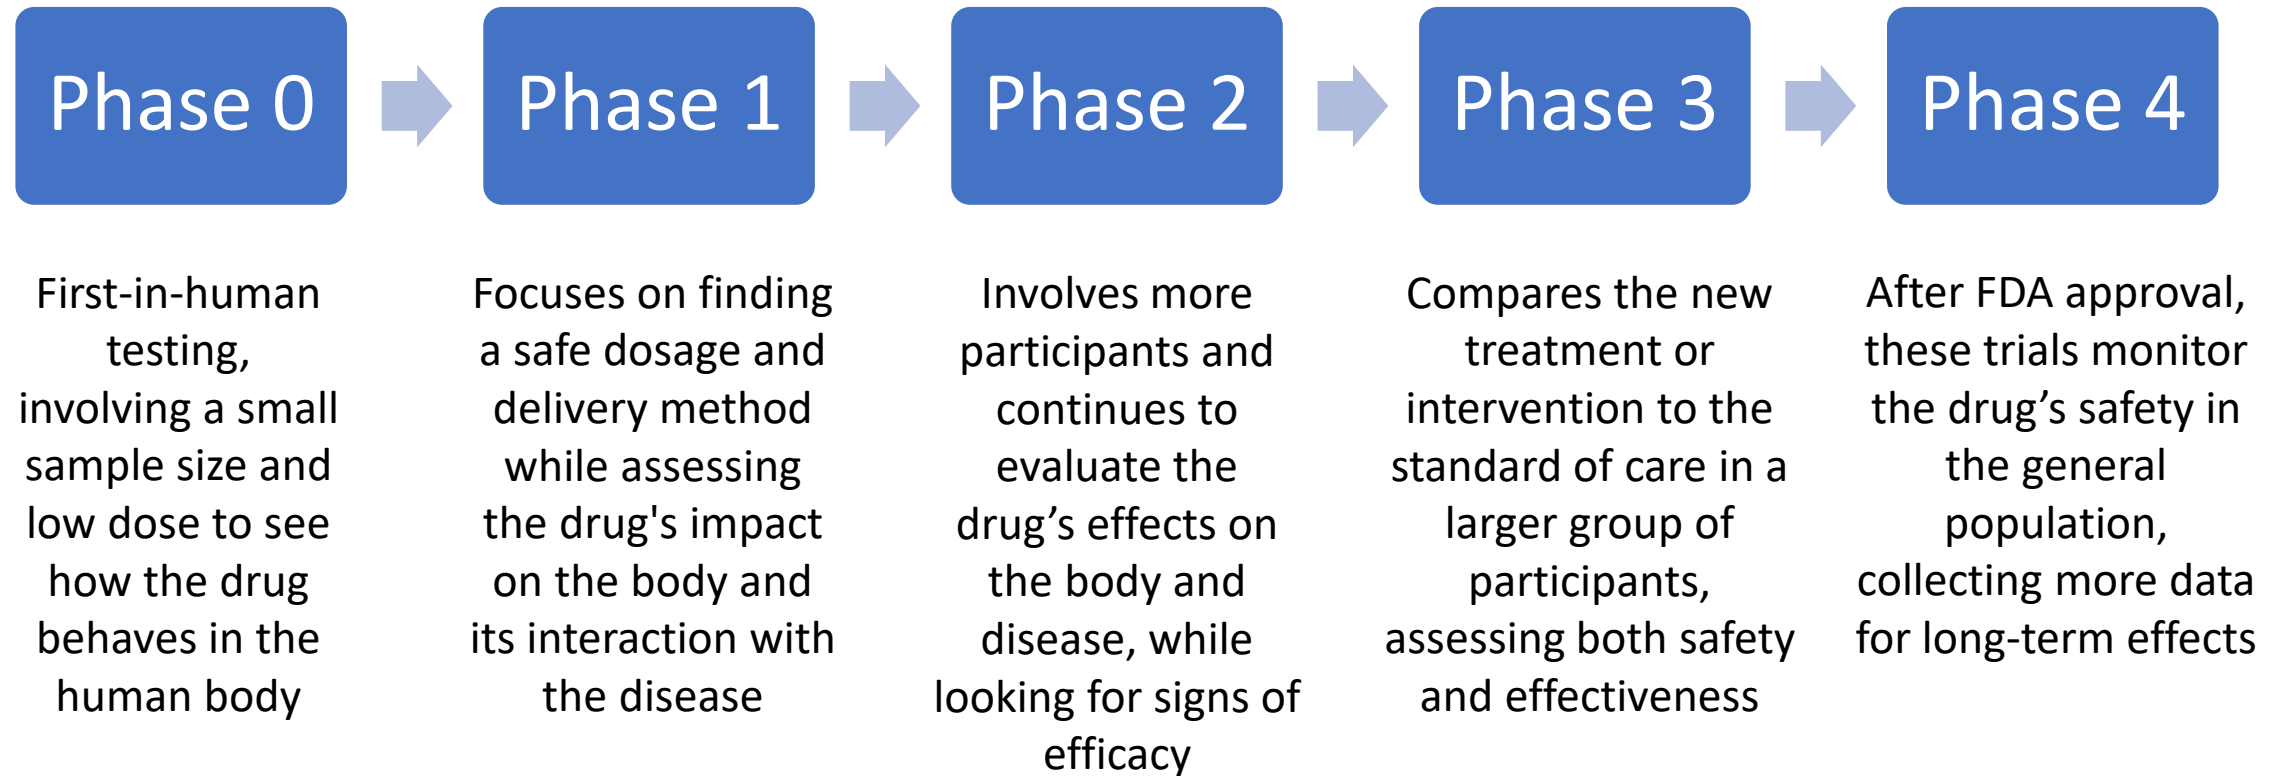 Phase 0
Phase 1
Phase 2
Phase 3
Phase 4
First-in-human
testing,
involving a small
sample size and
low dose to see
how the drug
behaves in the
human body
Focuses on finding
a safe dosage and
delivery method
while assessing
the drug's impact
on the body and
its interaction with
the disease
Involves more
participants and
continues to
evaluate the
drug’s effects on
the body and
disease, while
looking for signs of
efficacy
Compares the new
treatment or
intervention to the
standard of care in a
larger group of
participants,
assessing both safety
and effectiveness
After FDA approval,
these trials monitor
the drug’s safety in
the general
population,
collecting more data
for long-term effects